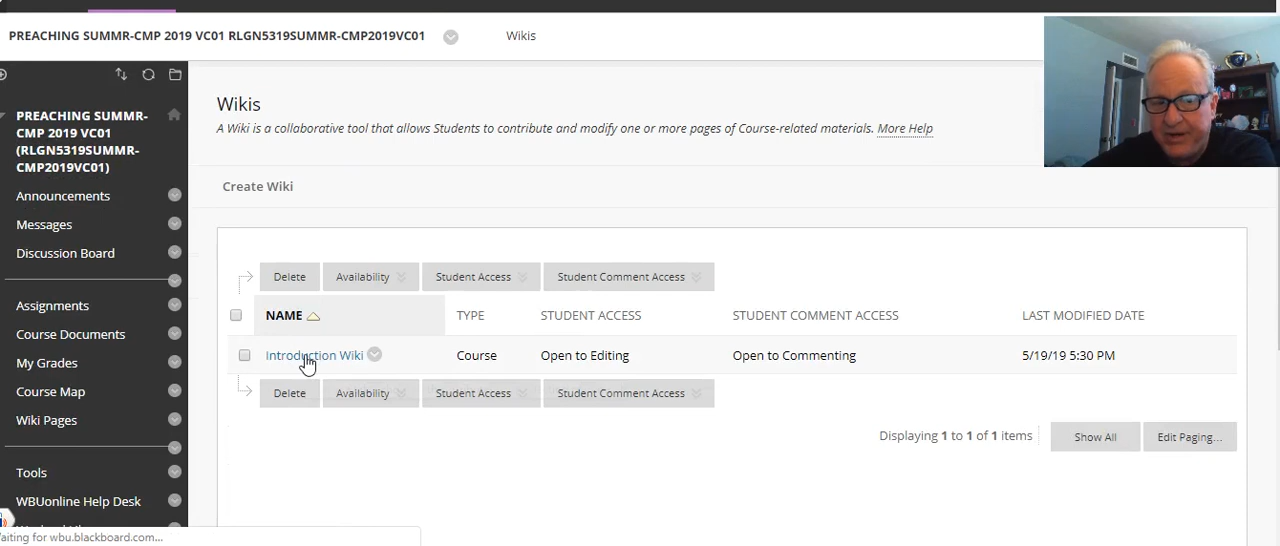 PREACHING SUMMR-CMP 2019 VC01 RLGN5319SUMMR-CMP2019VC01 Wikis
PREACHING SUMMR-
CMP 2019 VC01
(RLGN5319SUMMR-
CMP2019VC01)
Announcements
Messages
Discussion Board
Assignments
Course Documents
My Grades
Course Map
Wiki Pages
Tools
WBUonline Help Desk
Wikis
A Wiki is a collaborative tool that allows Students to contribute and modify one or more pages of Course-related materials. More Help
Create Wiki
Delete Availability Student Access Student Comment Access
NAME TYPE STUDENT ACCESS STUDENT COMMENT ACCESS LAST MODIFIED DATE
Introduction Wiki Course Open to Editing Open to Commenting 5/19/19 5:30 PM
Delete Availability Student Access Student Comment Access
Displaying 1 to 1 of 1 items Show All Edit Paging...
for wbu.blackboard.com...